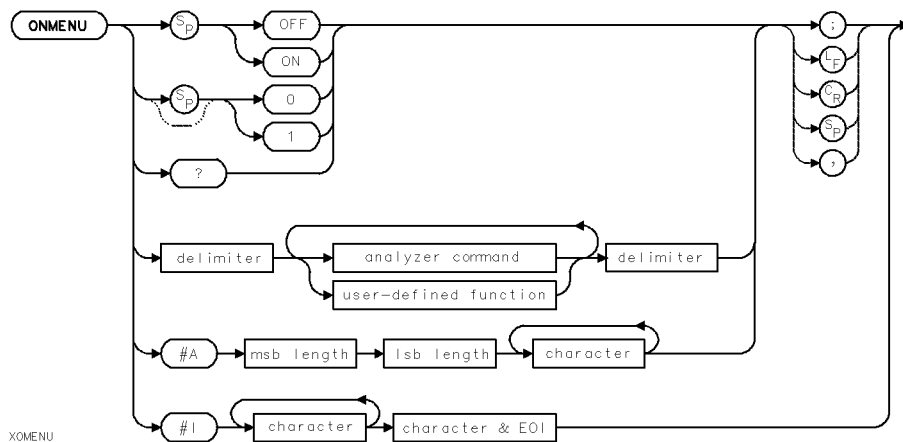 ONMENU
SP
OFF
ON
SP
0
1
?
delimiter
analyzer command
user-defined function
delimiter
#A
msb length
lsb length
character
#I
character
character & EOI
;
LF
CR
SP
,
XOMENU